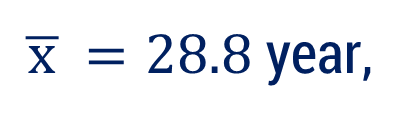 x̅ = 28.8 year,